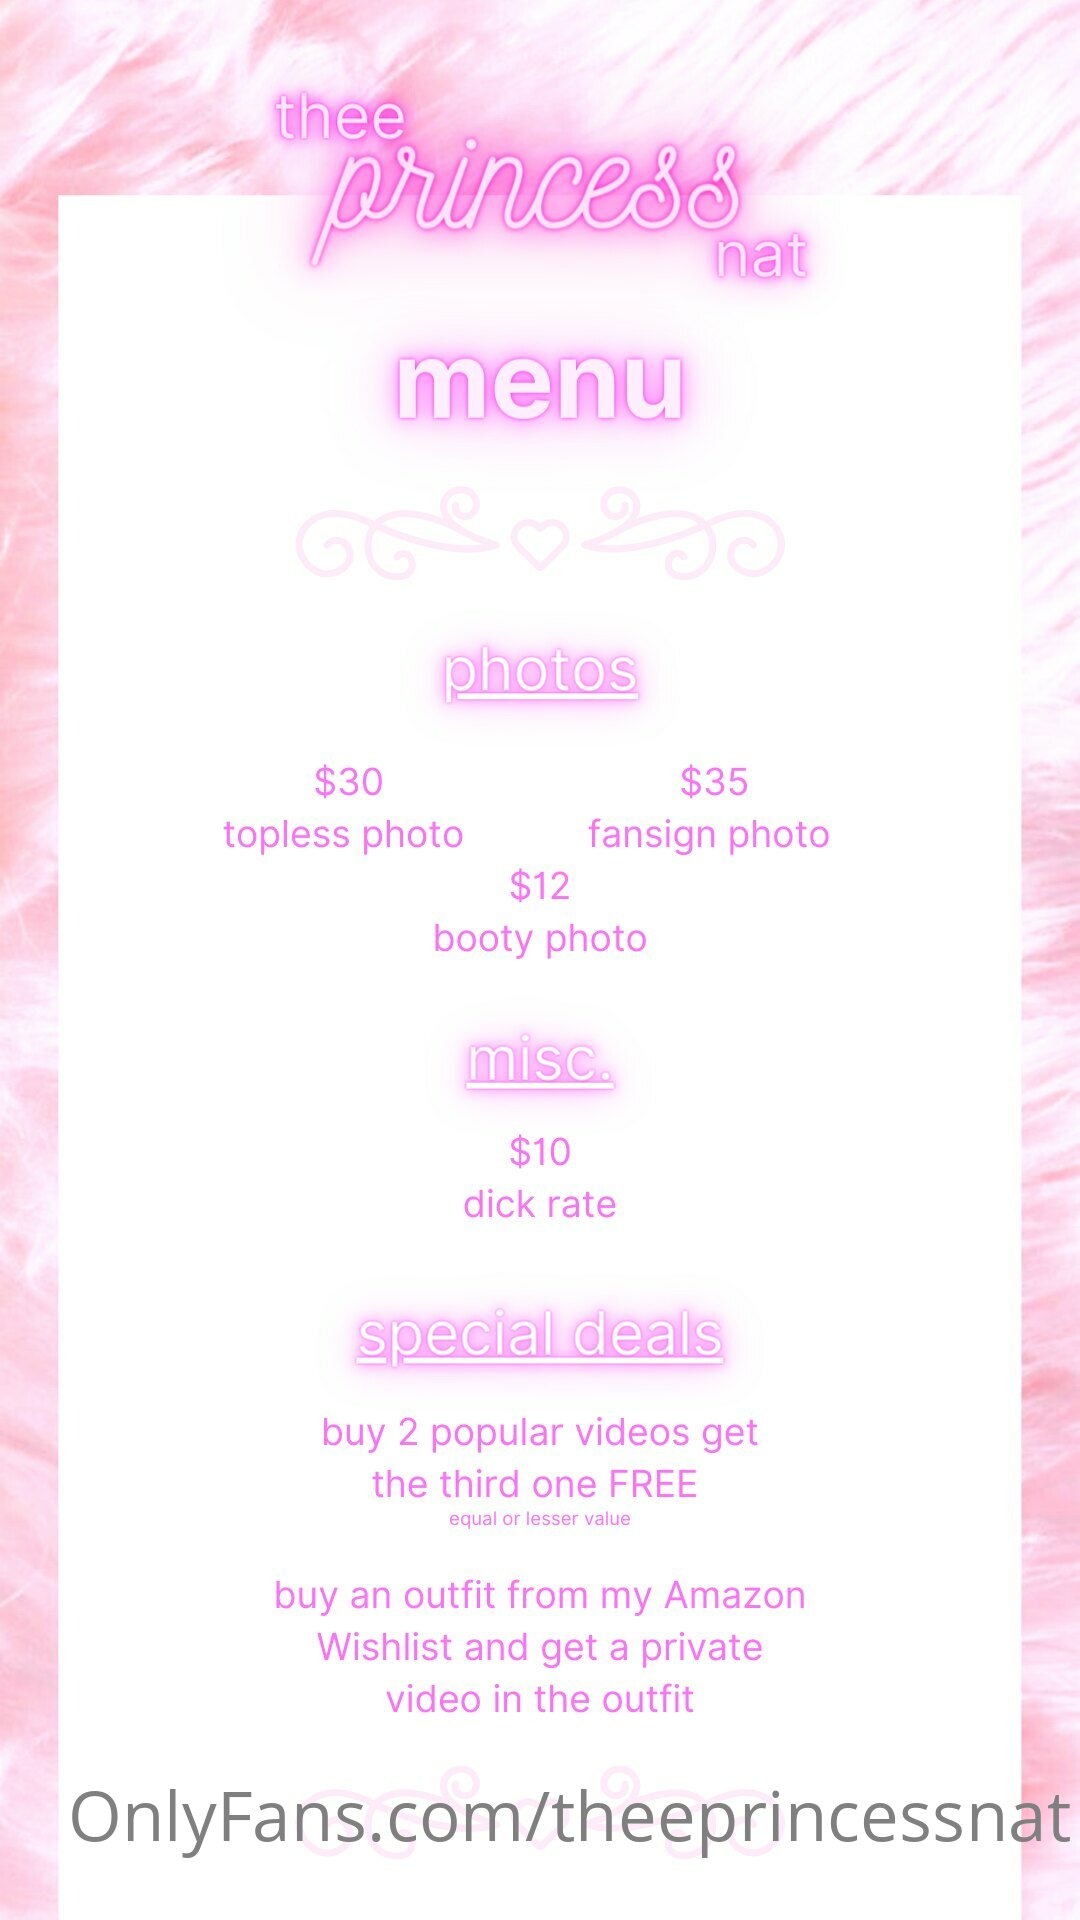 thee
princess
nat
menu
photos
$30 $35
topless photo fansign photo
$12
booty photo
misc.
$10
dick rate
special deals
buy 2 popular videos get
the third one FREE
equal or lesser value
buy an outfit from my Amazon
Wishlist and get a private
video in the outfit
OnlyFans.com/theeprincessnat